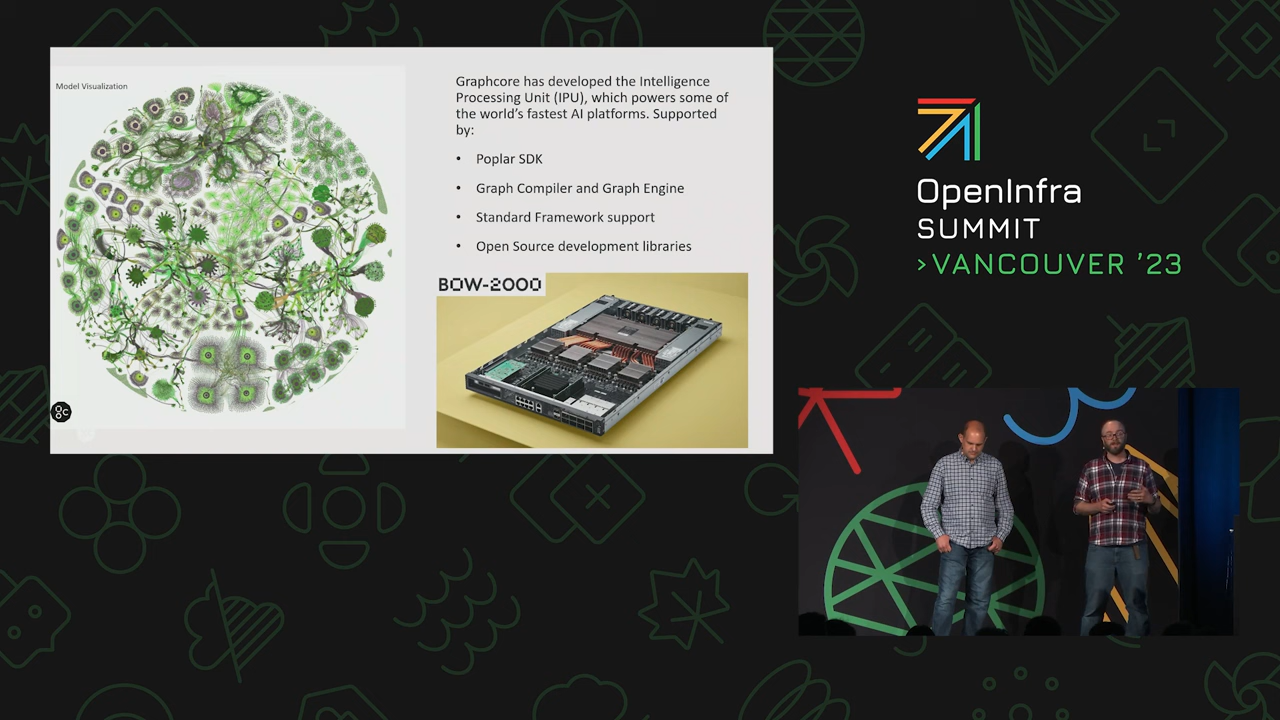 Model Visualization
Graphcore has developed the Intelligence
Processing Unit (IPU), which powers some of
the world's fastest AI platforms. Supported
by:
• Poplar SDK
• Graph Compiler and Graph Engine
• Standard Framework support
• Open Source development libraries
BOW-2000
OpenInfra
SUMMIT
>VANCOUVER '23